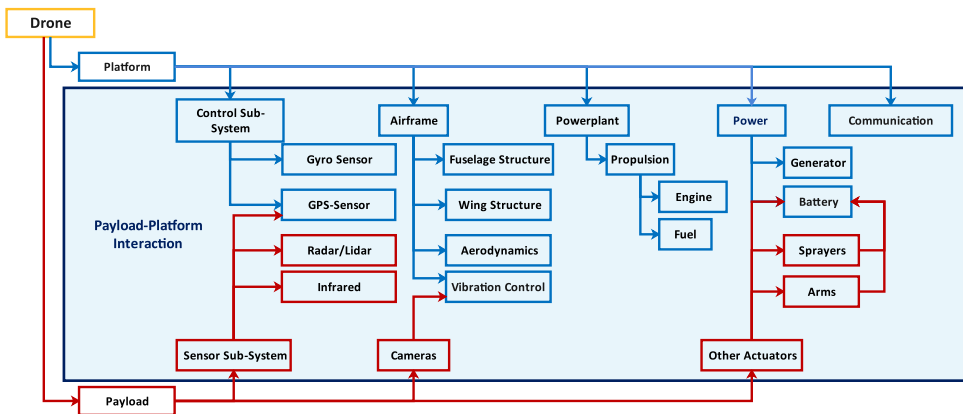 Drone
Platform
Control Sub-
System
Airframe
Powerplant
Power
Communication
Gyro Sensor
Fuselage Structure
Propulsion
Generator
GPS-Sensor
Wing Structure
Engine
Battery
Payload-Platform
Interaction
Fuel
Radar/Lidar
Aerodynamics
Sprayers
Infrared
Vibration Control
Arms
Sensor Sub-System
Cameras
Other Actuators
Payload